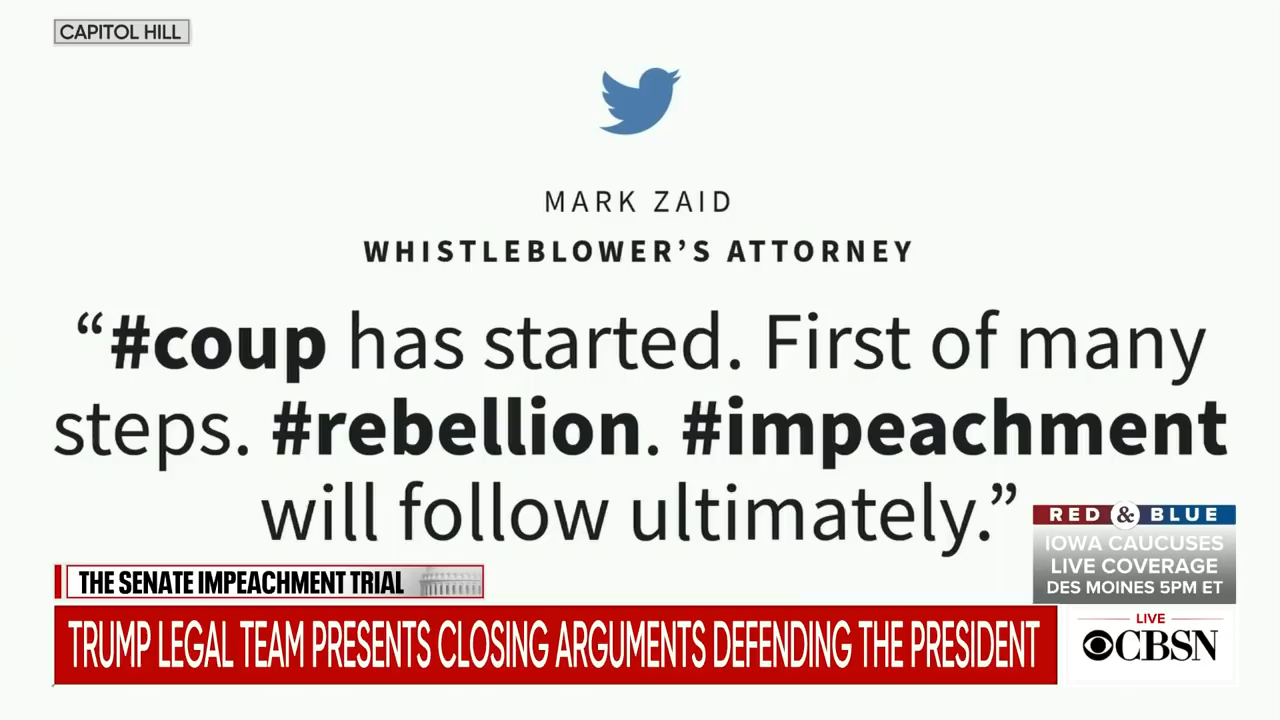 CAPITOL HILL
MARK ZAID
WHISTLEBLOWER’S ATTORNEY
“#coup has started. First of many
steps. #rebellion. #impeachment
will follow ultimately.”
RED & BLUE
IOWA CAUCUSES
LIVE COVERAGE
DES MOINES 5PM ET
THE SENATE IMPEACHMENT TRIAL
TRUMP LEGAL TEAM PRESENTS CLOSING ARGUMENTS DEFENDING THE PRESIDENT
LIVE
CBSN